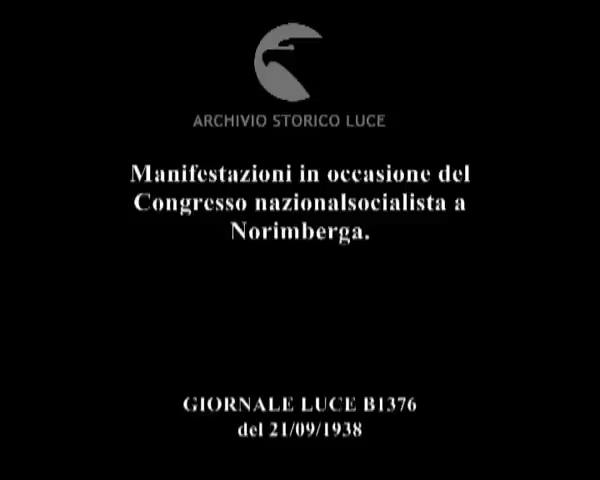 ARCHIVIO STORICO LUCE
Manifestazioni in occasione del
Congresso nazionalsocialista a
Norimberga.
GIORNALE LUCE B1376
del 21/09/1938